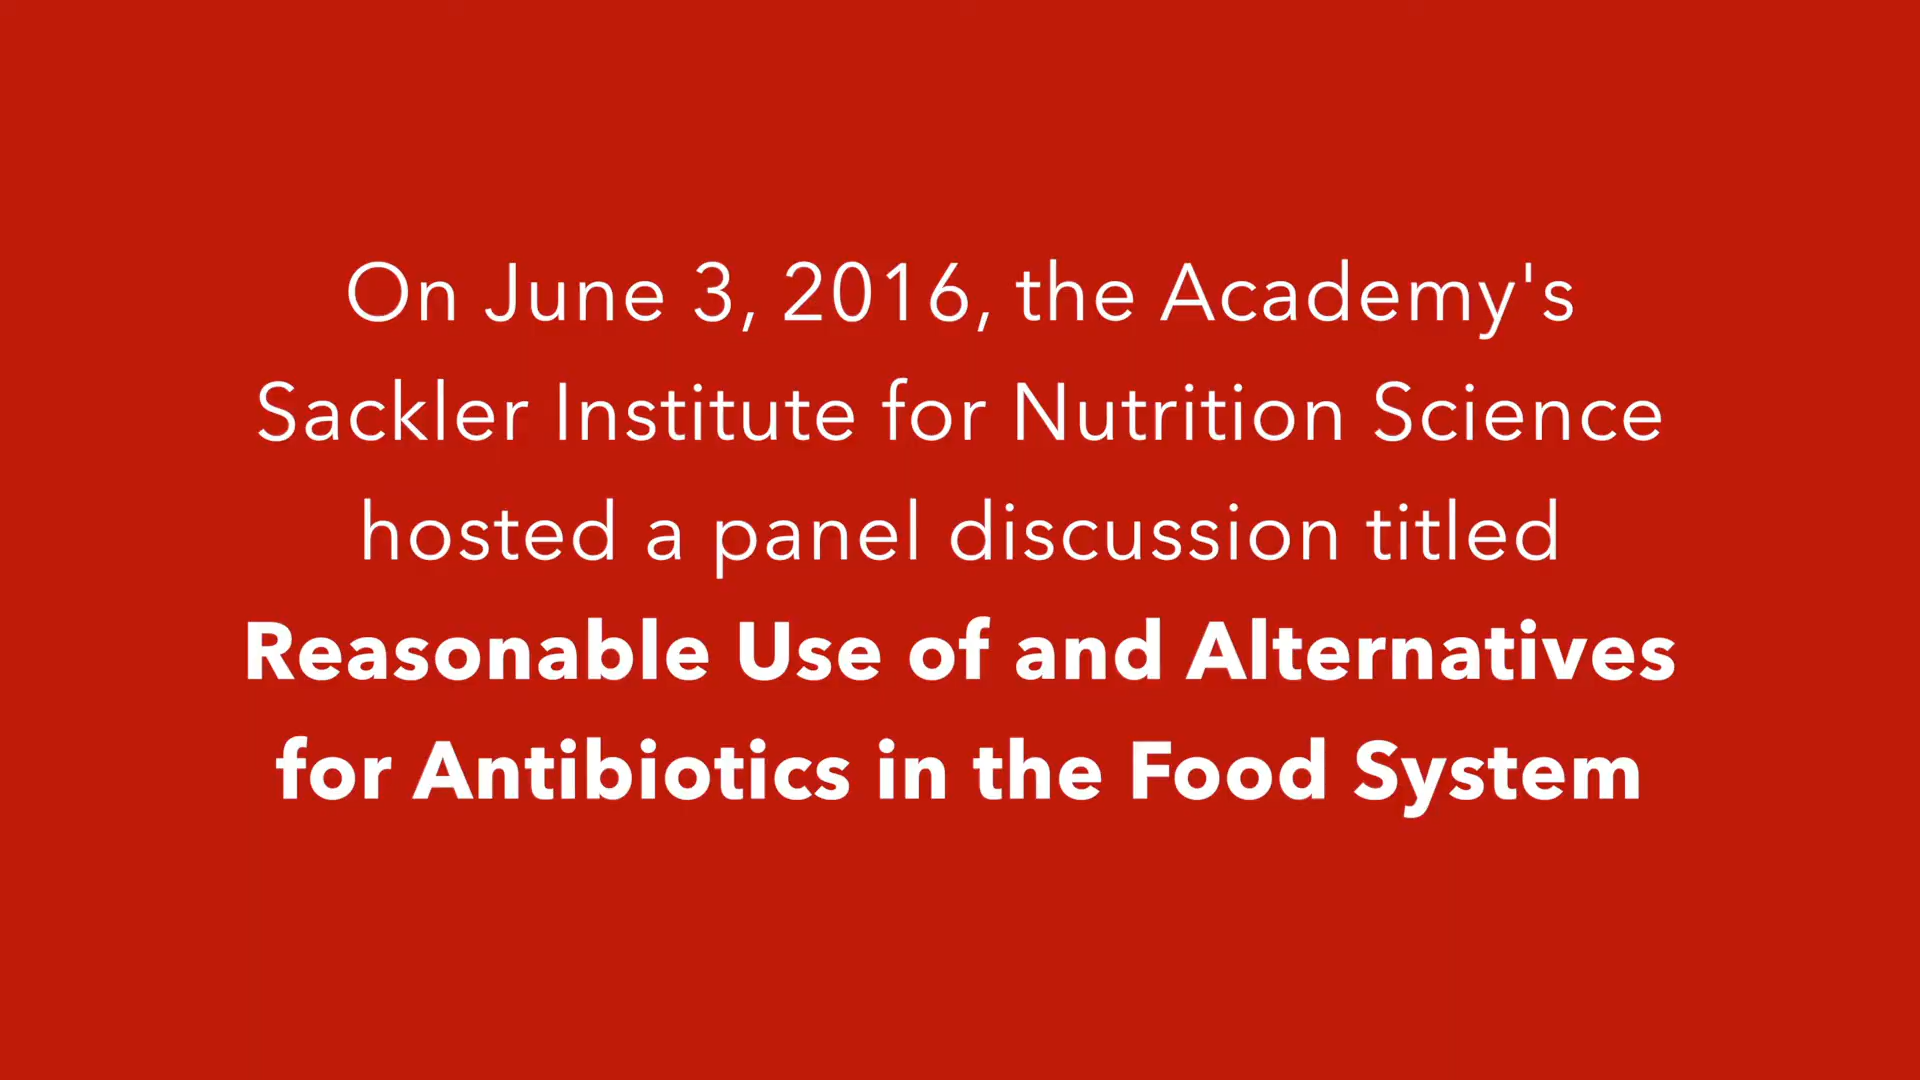 On June 3, 2016, the Academy's
Sackler Institute for Nutrition Science
hosted a panel discussion titled
Reasonable Use of and Alternatives
for Antibiotics in the Food System